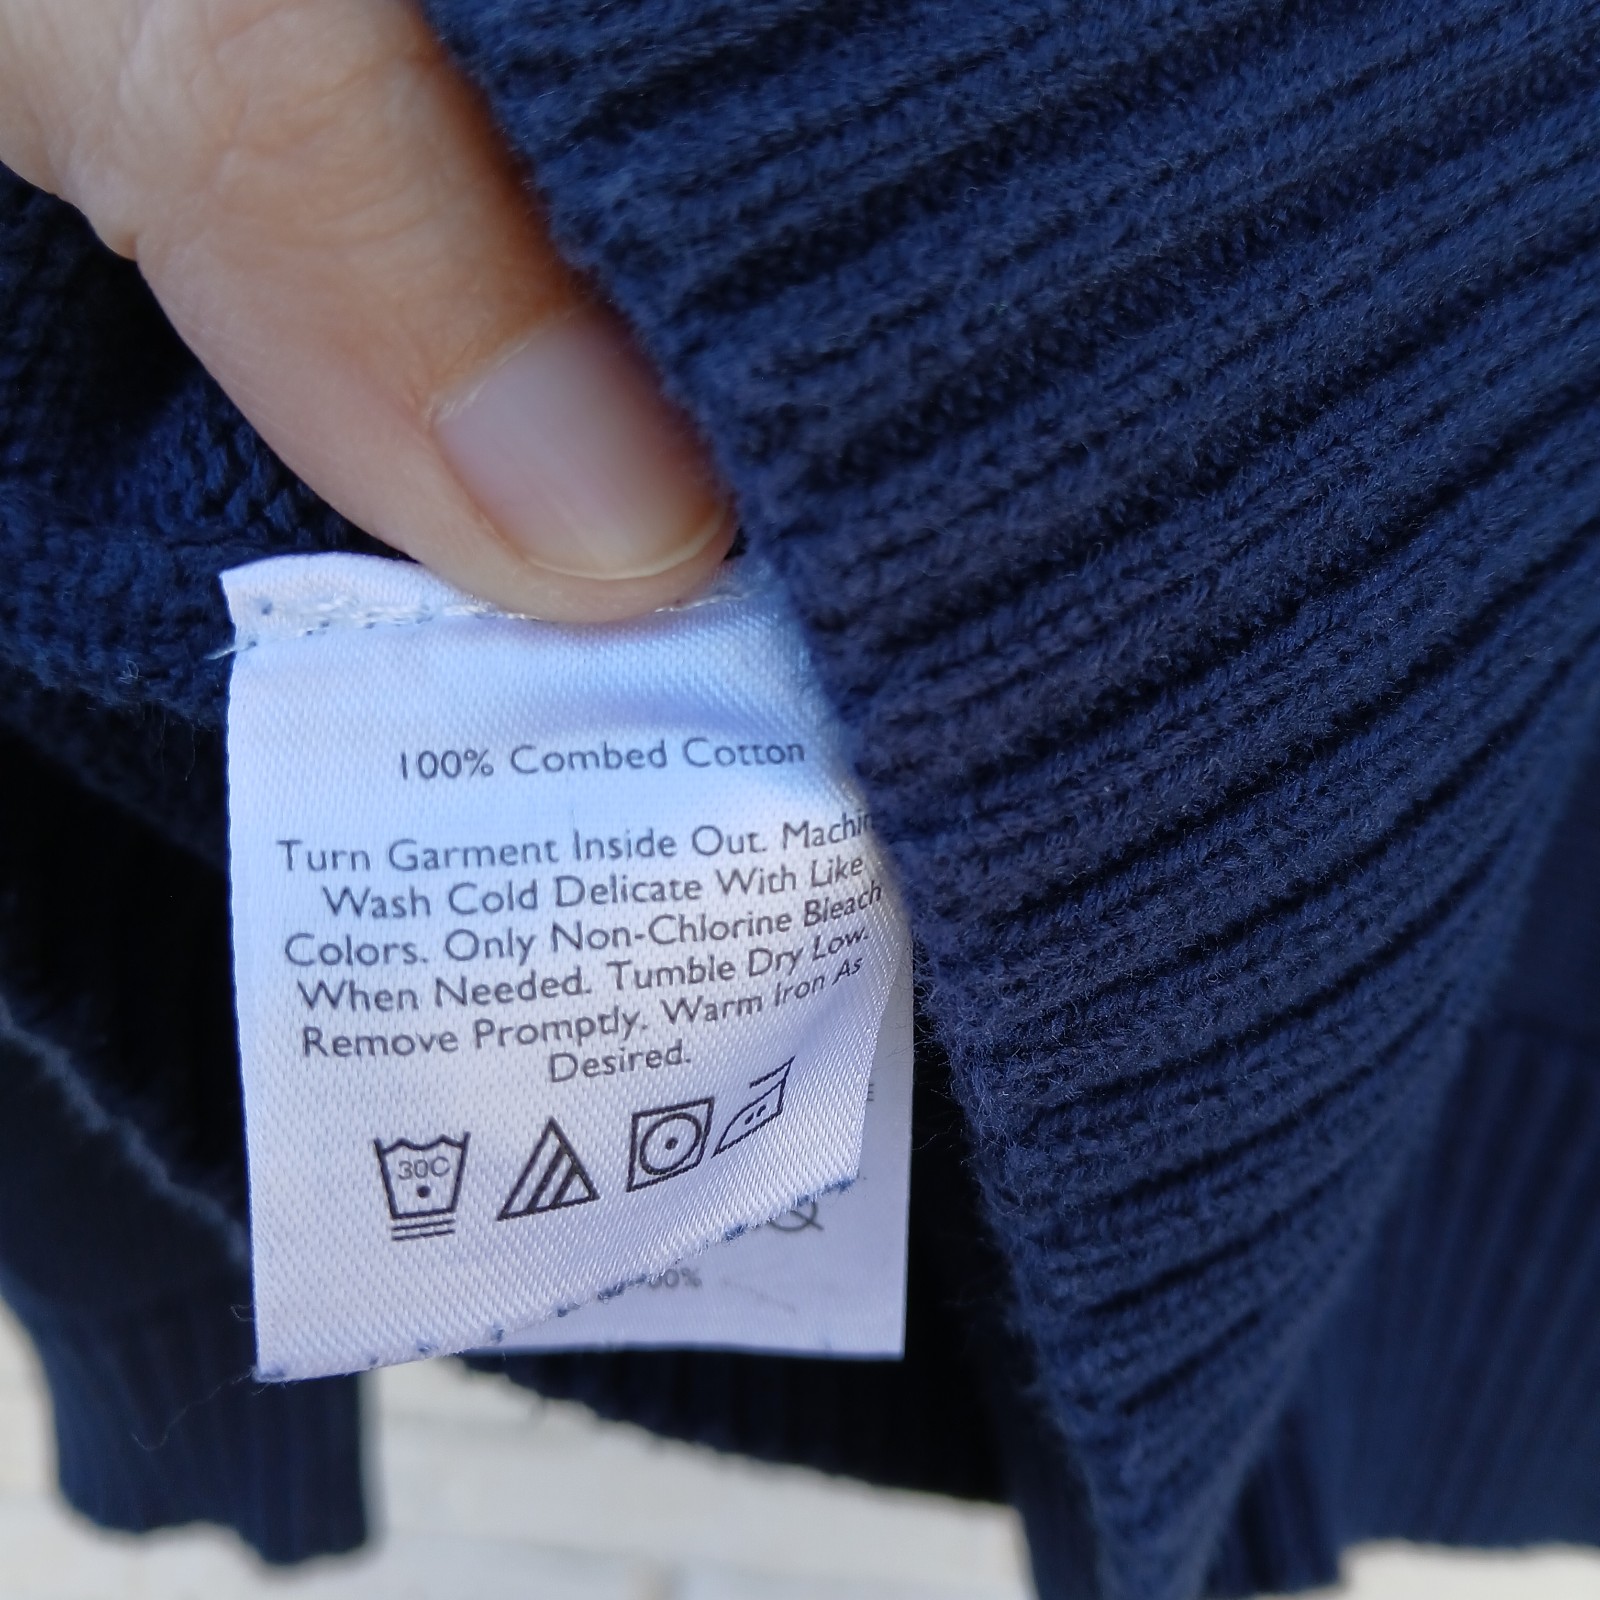 100% Combed Cotton
Turn Garment Inside Out. Machin
Wash Cold Delicate With Like
Colors. Only Non-Chlorine Bleach
When Needed. Tumble Dry Low.
Remove Promptly. Warm Iron As
Desired.
30C
00%